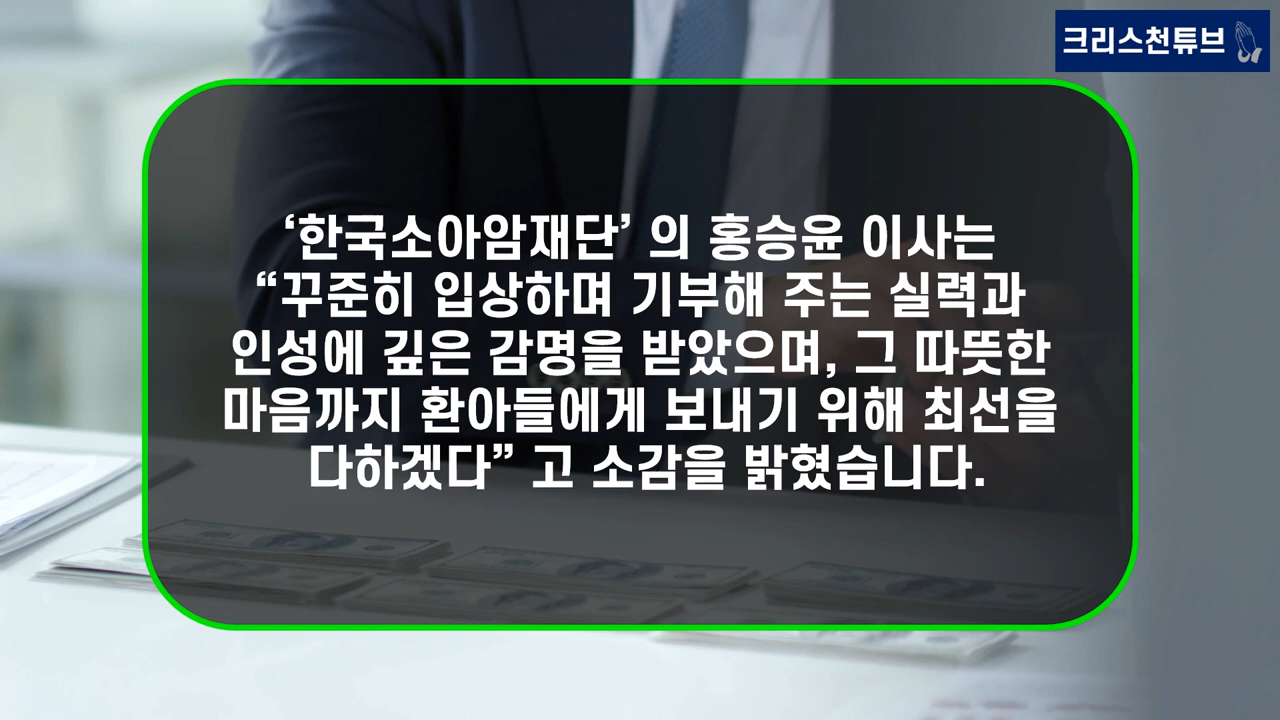 크리스천튜브
‘한국소아암재단’ 의 홍승윤 이사는
“꾸준히 입상하며 기부해 주는 실력과
인성에 깊은 감명을 받았으며, 그 따뜻한
마음까지 환아들에게 보내기 위해 최선을
다하겠다” 고 소감을 밝혔습니다.